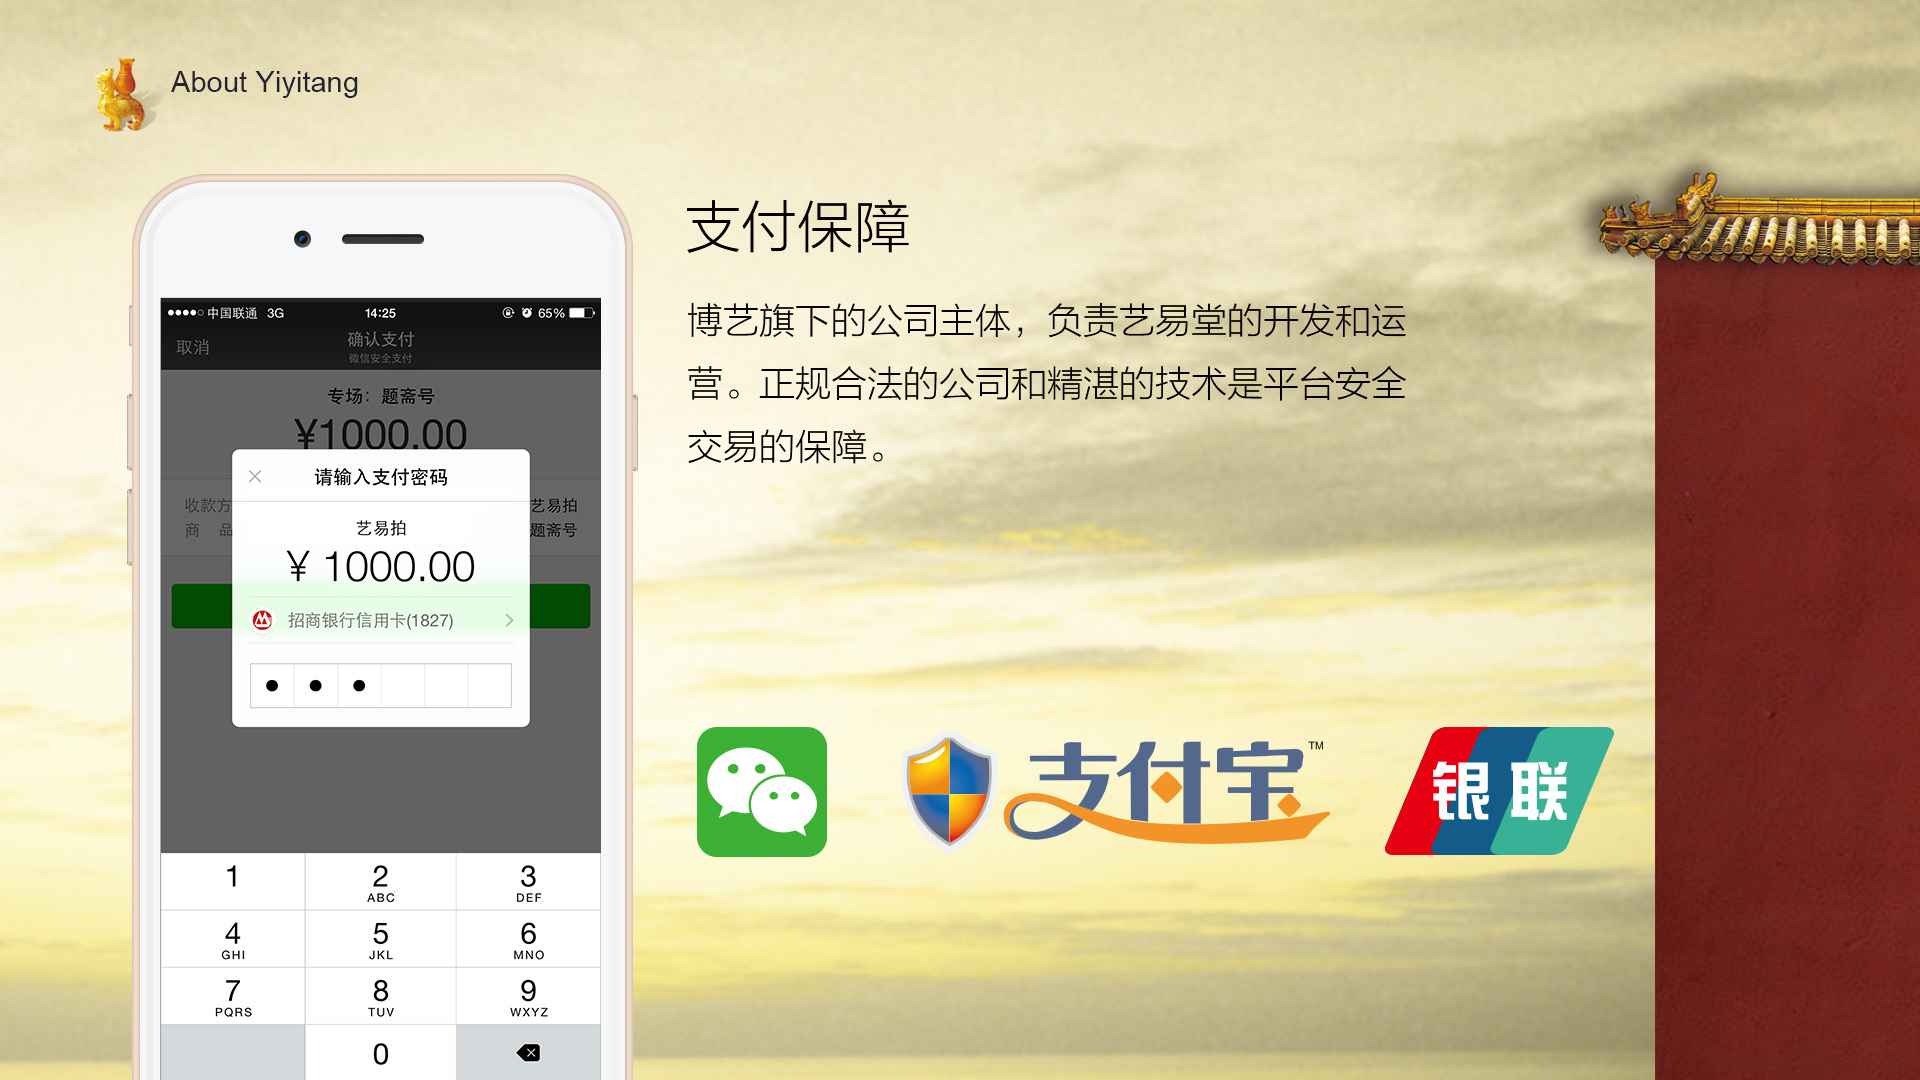 About Yiyitang
支付保障
博艺旗下的公司主体，负责艺易堂的开发和运
营。正规合法的公司和精湛的技术是平台安全
交易的保障。
中国联通 3G 14:25 65%
取消 确认支付
微信安全支付
专场：题斋号
¥1000.00
收款方 艺易拍
商 品 题斋号
请输入支付密码
艺易拍
¥ 1000.00
招商银行信用卡(1827)
1 2 3
ABC DEF
4 5 6
GHI JKL MNO
7 8 9
PQRS TUV WXYZ
0
支付宝 TM
银联